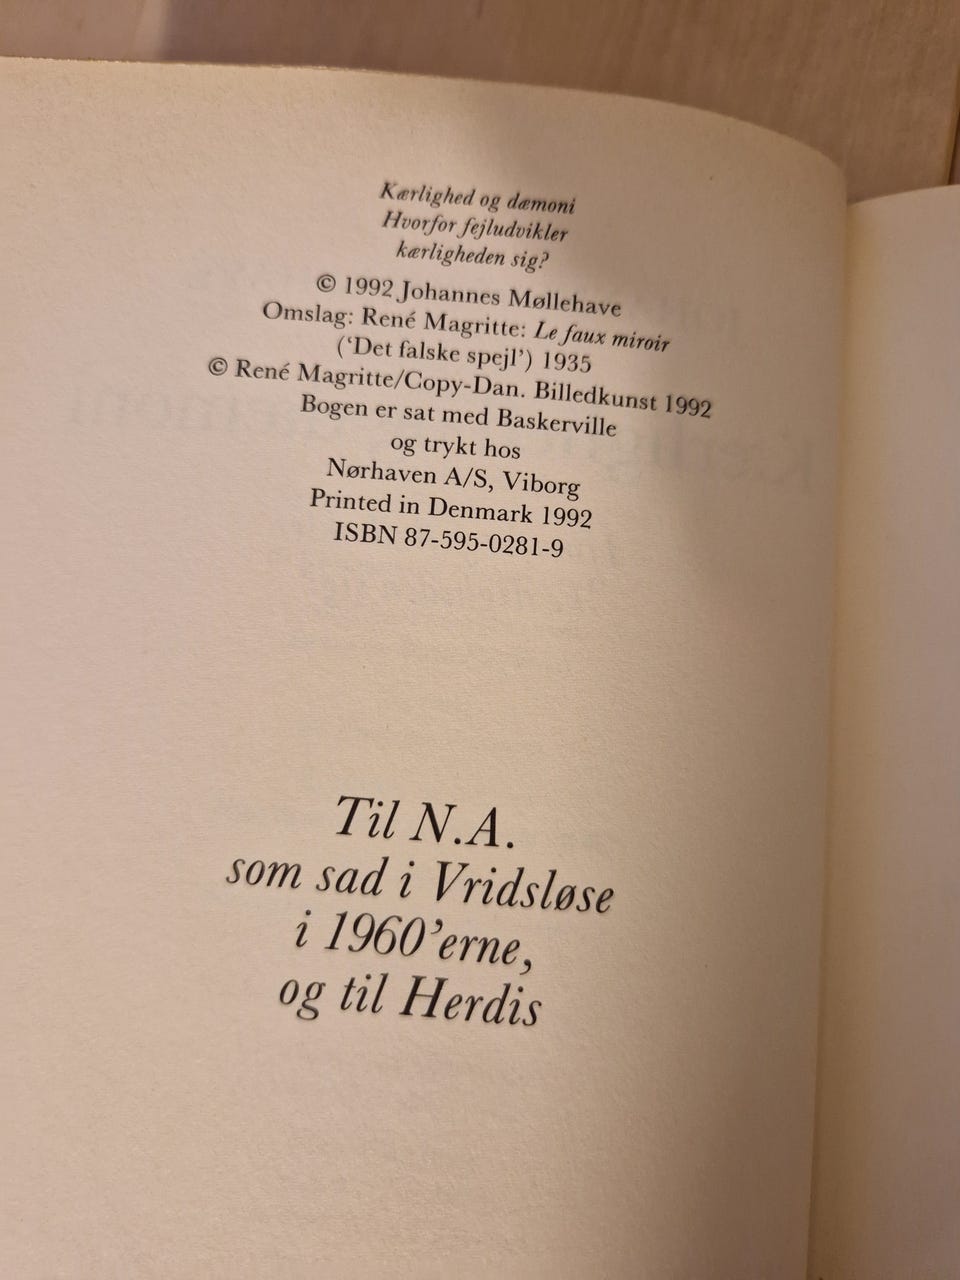 Kærlighed og dæmoni
Hvorfor fejludvikler
kærligheden sig?
© 1992 Johannes Møllehave
Omslag: René Magritte: Le faux miroir
(‘Det falske spejl’) 1935
© René Magritte/Copy-Dan. Billedkunst 1992
Bogen er sat med Baskerville
og trykt hos
Nørhaven A/S, Viborg
Printed in Denmark 1992
ISBN 87-595-0281-9
Til N.A.
som sad i Vridsløse
i 1960’erne,
og til Herdis